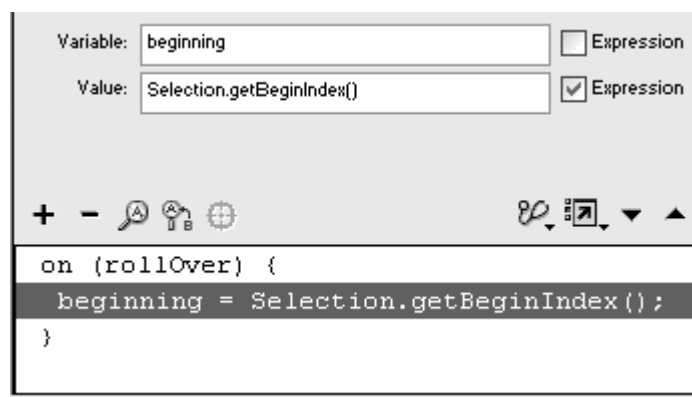 Variable: beginning Expression
Value: Selection.getBeginIndex() Expression
on (rollOver) {
beginning = Selection.getBeginIndex();
}